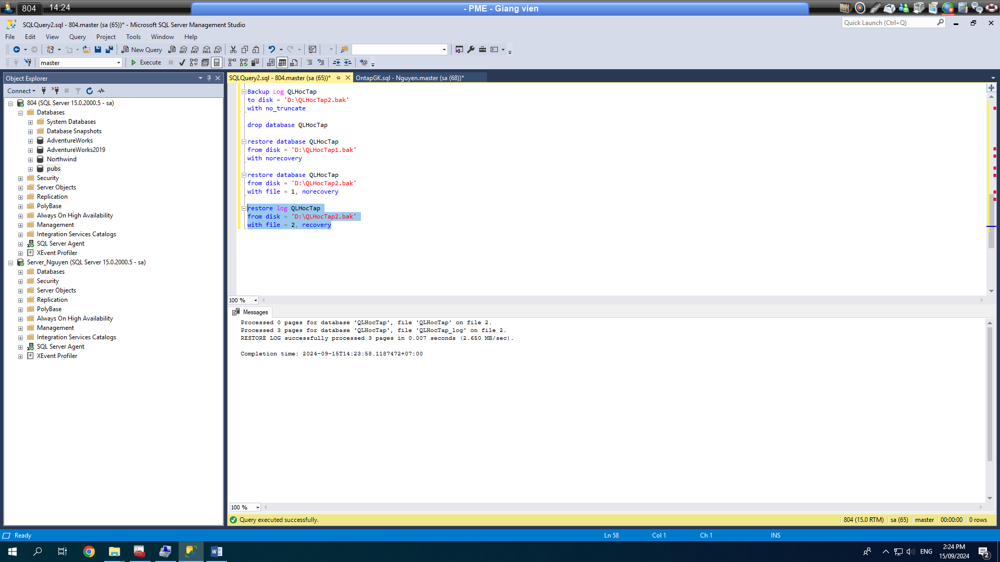 804
14:24
- PME - Giang vien
SQLQuery2.sql - 804.master (sa (65))* - Microsoft SQL Server Management Studio
Quick Launch (Ctrl+Q)
File Edit View Query Project Tools Window Help
New Query
MDX DMX XMLA DAX
master
Execute
Object Explorer
Connect
804 (SQL Server 15.0.2000.5 - sa)
Databases
System Databases
Database Snapshots
AdventureWorks
AdventureWorks2019
Northwind
pubs
Security
Server Objects
Replication
PolyBase
Always On High Availability
Management
Integration Services Catalogs
SQL Server Agent
XEvent Profiler
Server_Nguyen (SQL Server 15.0.2000.5 - sa)
Databases
Security
Server Objects
Replication
PolyBase
Always On High Availability
Management
Integration Services Catalogs
SQL Server Agent
XEvent Profiler
SQLQuery2.sql - 804.master (sa (65))*
OntapGK.sql - Nguyen.master (sa (68))*
Backup Log QLHocTap
to disk = 'D:\QLHocTap2.bak'
with no_truncate
drop database QLHocTap
restore database QLHocTap
from disk = 'D:\QLHocTap1.bak'
with norecovery
restore database QLHocTap
from disk = 'D:\QLHocTap2.bak'
with file = 1, norecovery
restore log QLHocTap
from disk = 'D:\QLHocTap2.bak'
with file = 2, recovery
100 %
Messages
Processed 0 pages for database 'QLHocTap', file 'QLHocTap' on file 2.
Processed 3 pages for database 'QLHocTap', file 'QLHocTap_log' on file 2.
RESTORE LOG successfully processed 3 pages in 0.007 seconds (2.650 MB/sec).
Completion time: 2024-09-15T14:23:58.1187472+07:00
100 %
Query executed successfully.
804 (15.0 RTM) sa (65) master 00:00:00 0 rows
Ready
Ln 58 Col 1 Ch 1 INS
ENG
2:24 PM
15/09/2024
2